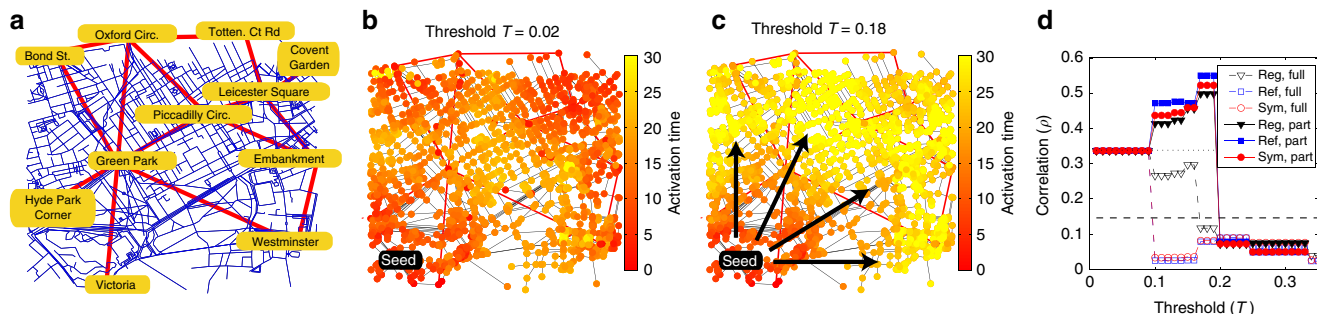 a
Oxford Circ.
Totten. Ct Rd
Bond St.
Covent
Garden
Leicester Square
Piccadilly Circ.
Green Park
Embankment
Hyde Park
Corner
Westminster
Victoria
b
Threshold T = 0.02
Seed
30
25
20
15
10
5
0
Activation time
c
Threshold T = 0.18
Seed
30
25
20
15
10
5
0
Activation time
d
0.6
0.5
0.4
0.3
0.2
0.1
0
Correlation (ρ)
0.1
0.2
0.3
Threshold (T)
Reg, full
Ref, full
Sym, full
Reg, part
Ref, part
Sym, part